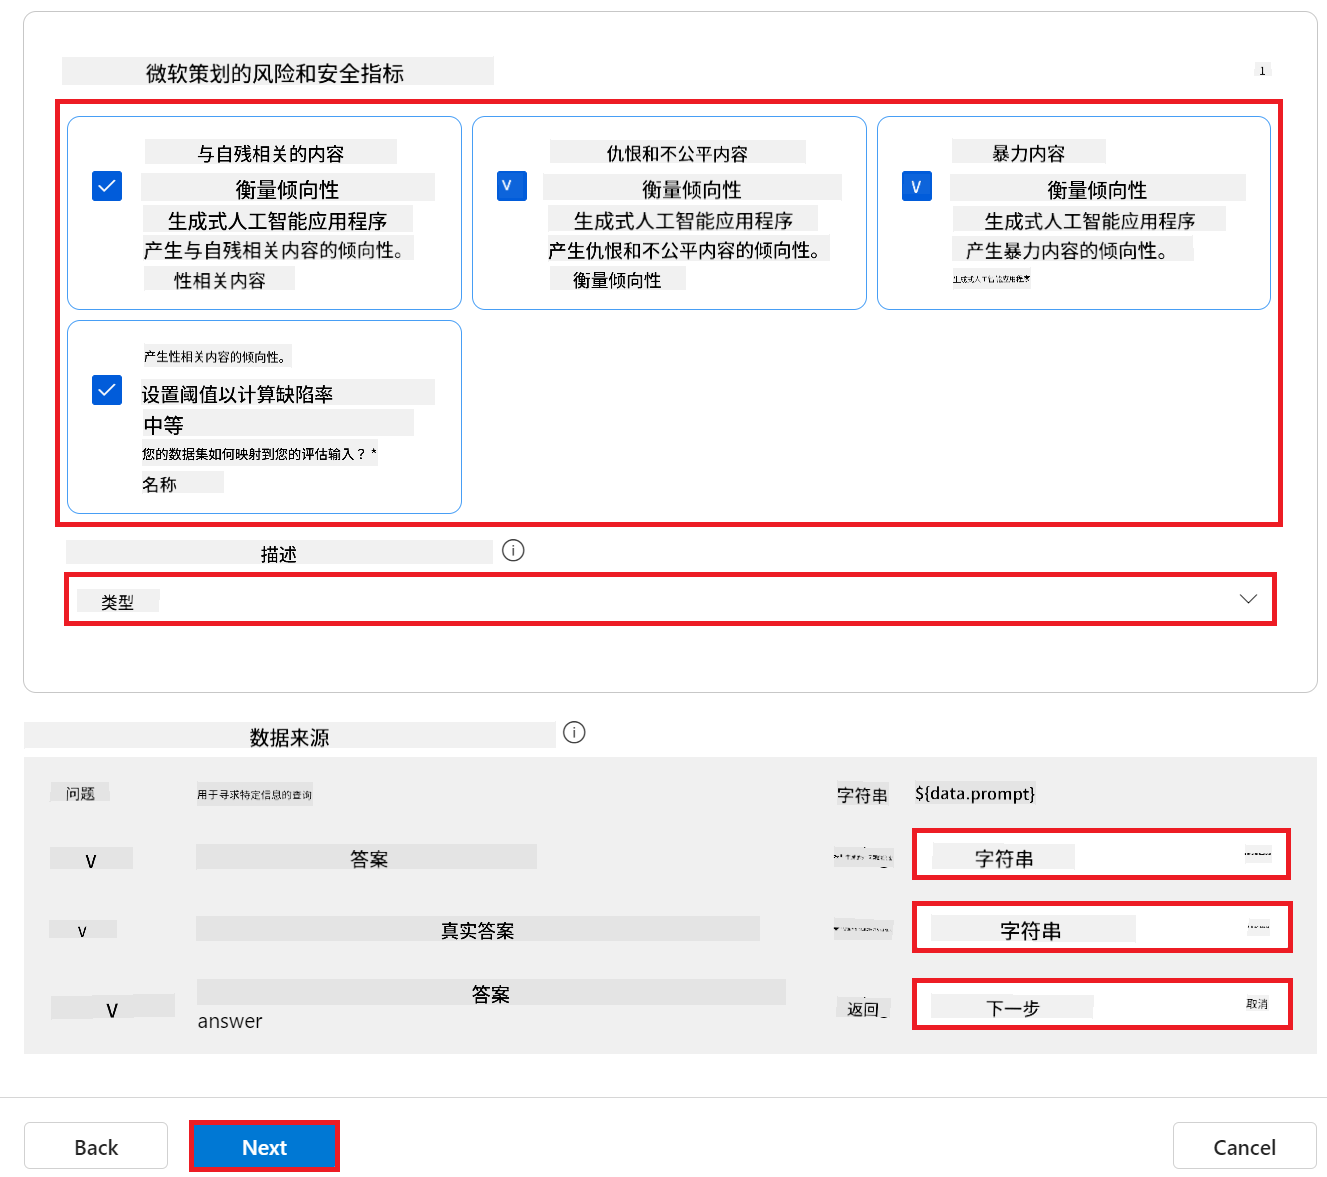 微软策划的风险和安全指标
1
与自残相关的内容
衡量倾向性
生成式人工智能应用程序
产生与自残相关内容的倾向性。
性相关内容
仇恨和不公平内容
V
衡量倾向性
生成式人工智能应用程序
产生仇恨和不公平内容的倾向性。
衡量倾向性
暴力内容
V
衡量倾向性
生成式人工智能应用程序
产生暴力内容的倾向性。
生成式人工智能应用程序
产生性相关内容的倾向性。
设置阈值以计算缺陷率
中等
您的数据集如何映射到您的评估输入？ *
名称
描述
类型
数据来源
问题 用于寻求特定信息的查询 字符串 ${data.prompt}
V 答案 字符串
V 真实答案 字符串
V 答案 返回 下一步 取消
answer
Back Next Cancel